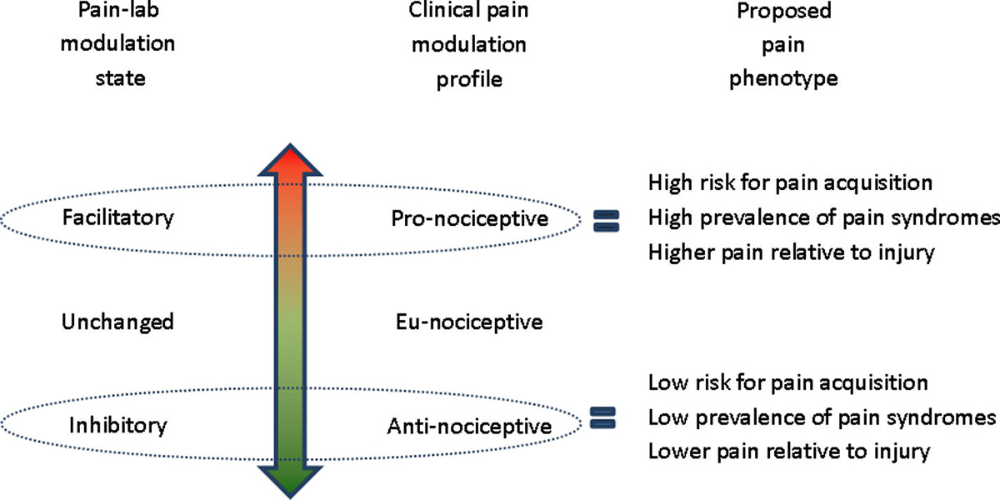 Pain-lab
modulation
state
Clinical pain
modulation
profile
Proposed
pain
phenotype
Facilitatory
Pro-nociceptive
High risk for pain acquisition
High prevalence of pain syndromes
Higher pain relative to injury
Unchanged
Eu-nociceptive
Inhibitory
Anti-nociceptive
Low risk for pain acquisition
Low prevalence of pain syndromes
Lower pain relative to injury